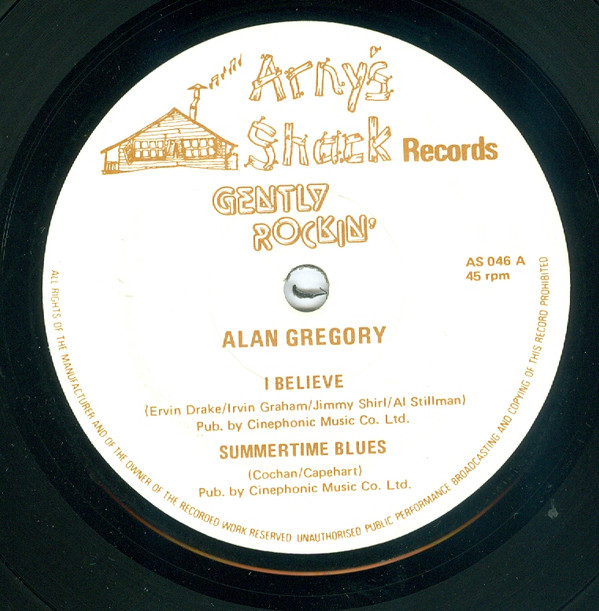 Arny's
Shack Records
GENTLY
ROCKIN'
AS 046 A
45 rpm
ALAN GREGORY
I BELIEVE
(Ervin Drake/Irvin Graham/Jimmy Shirl/Al Stillman)
Pub. by Cinephonic Music Co. Ltd.
SUMMERTIME BLUES
(Cochan/Capehart)
Pub. by Cinephonic Music Co. Ltd.
ALL RIGHTS OF THE MANUFACTURER AND OF THE OWNER OF THE RECORDED WORK RESERVED UNAUTHORISED PUBLIC PERFORMANCE BROADCASTING AND COPYING OF THIS RECORD PROHIBITED